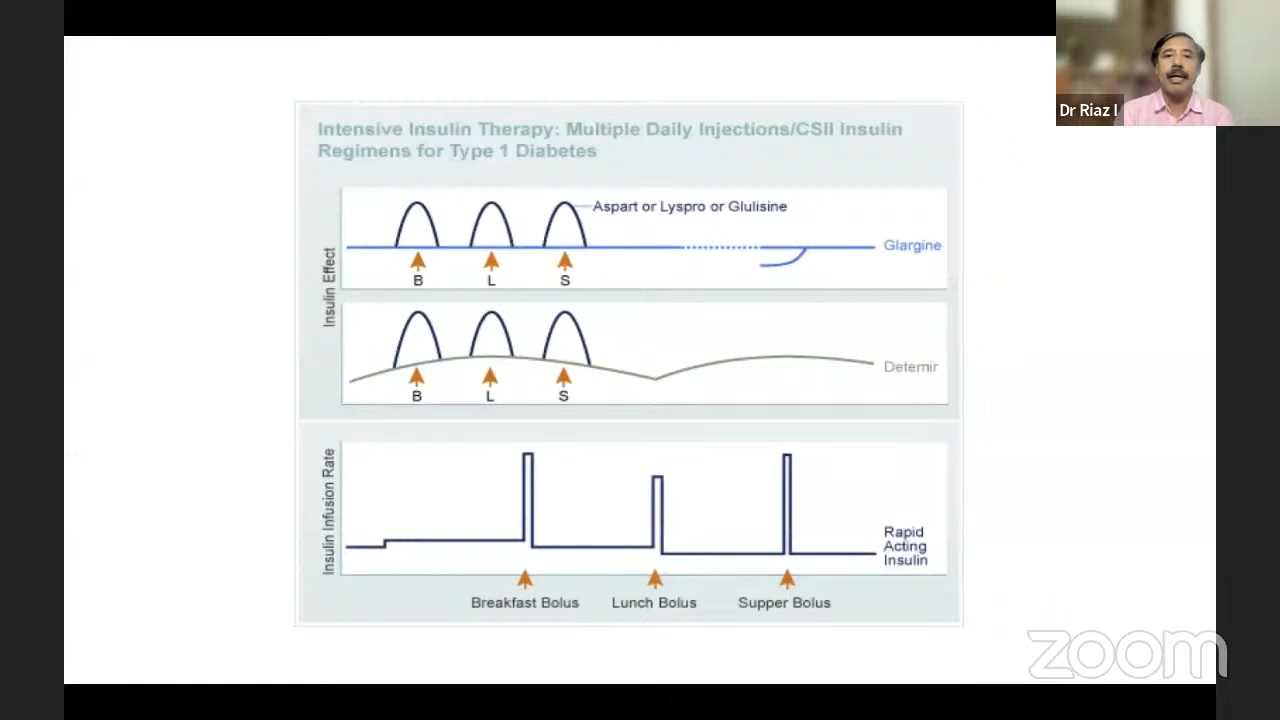 Dr Riaz I
Intensive Insulin Therapy: Multiple Daily Injections/CSII Insulin
Regimens for Type 1 Diabetes
Insulin Effect
Aspart or Lyspro or Glulisine
Glargine
B L S
Detemir
B L S
Insulin Infusion Rate
Rapid
Acting
Insulin
Breakfast Bolus Lunch Bolus Supper Bolus
zoom